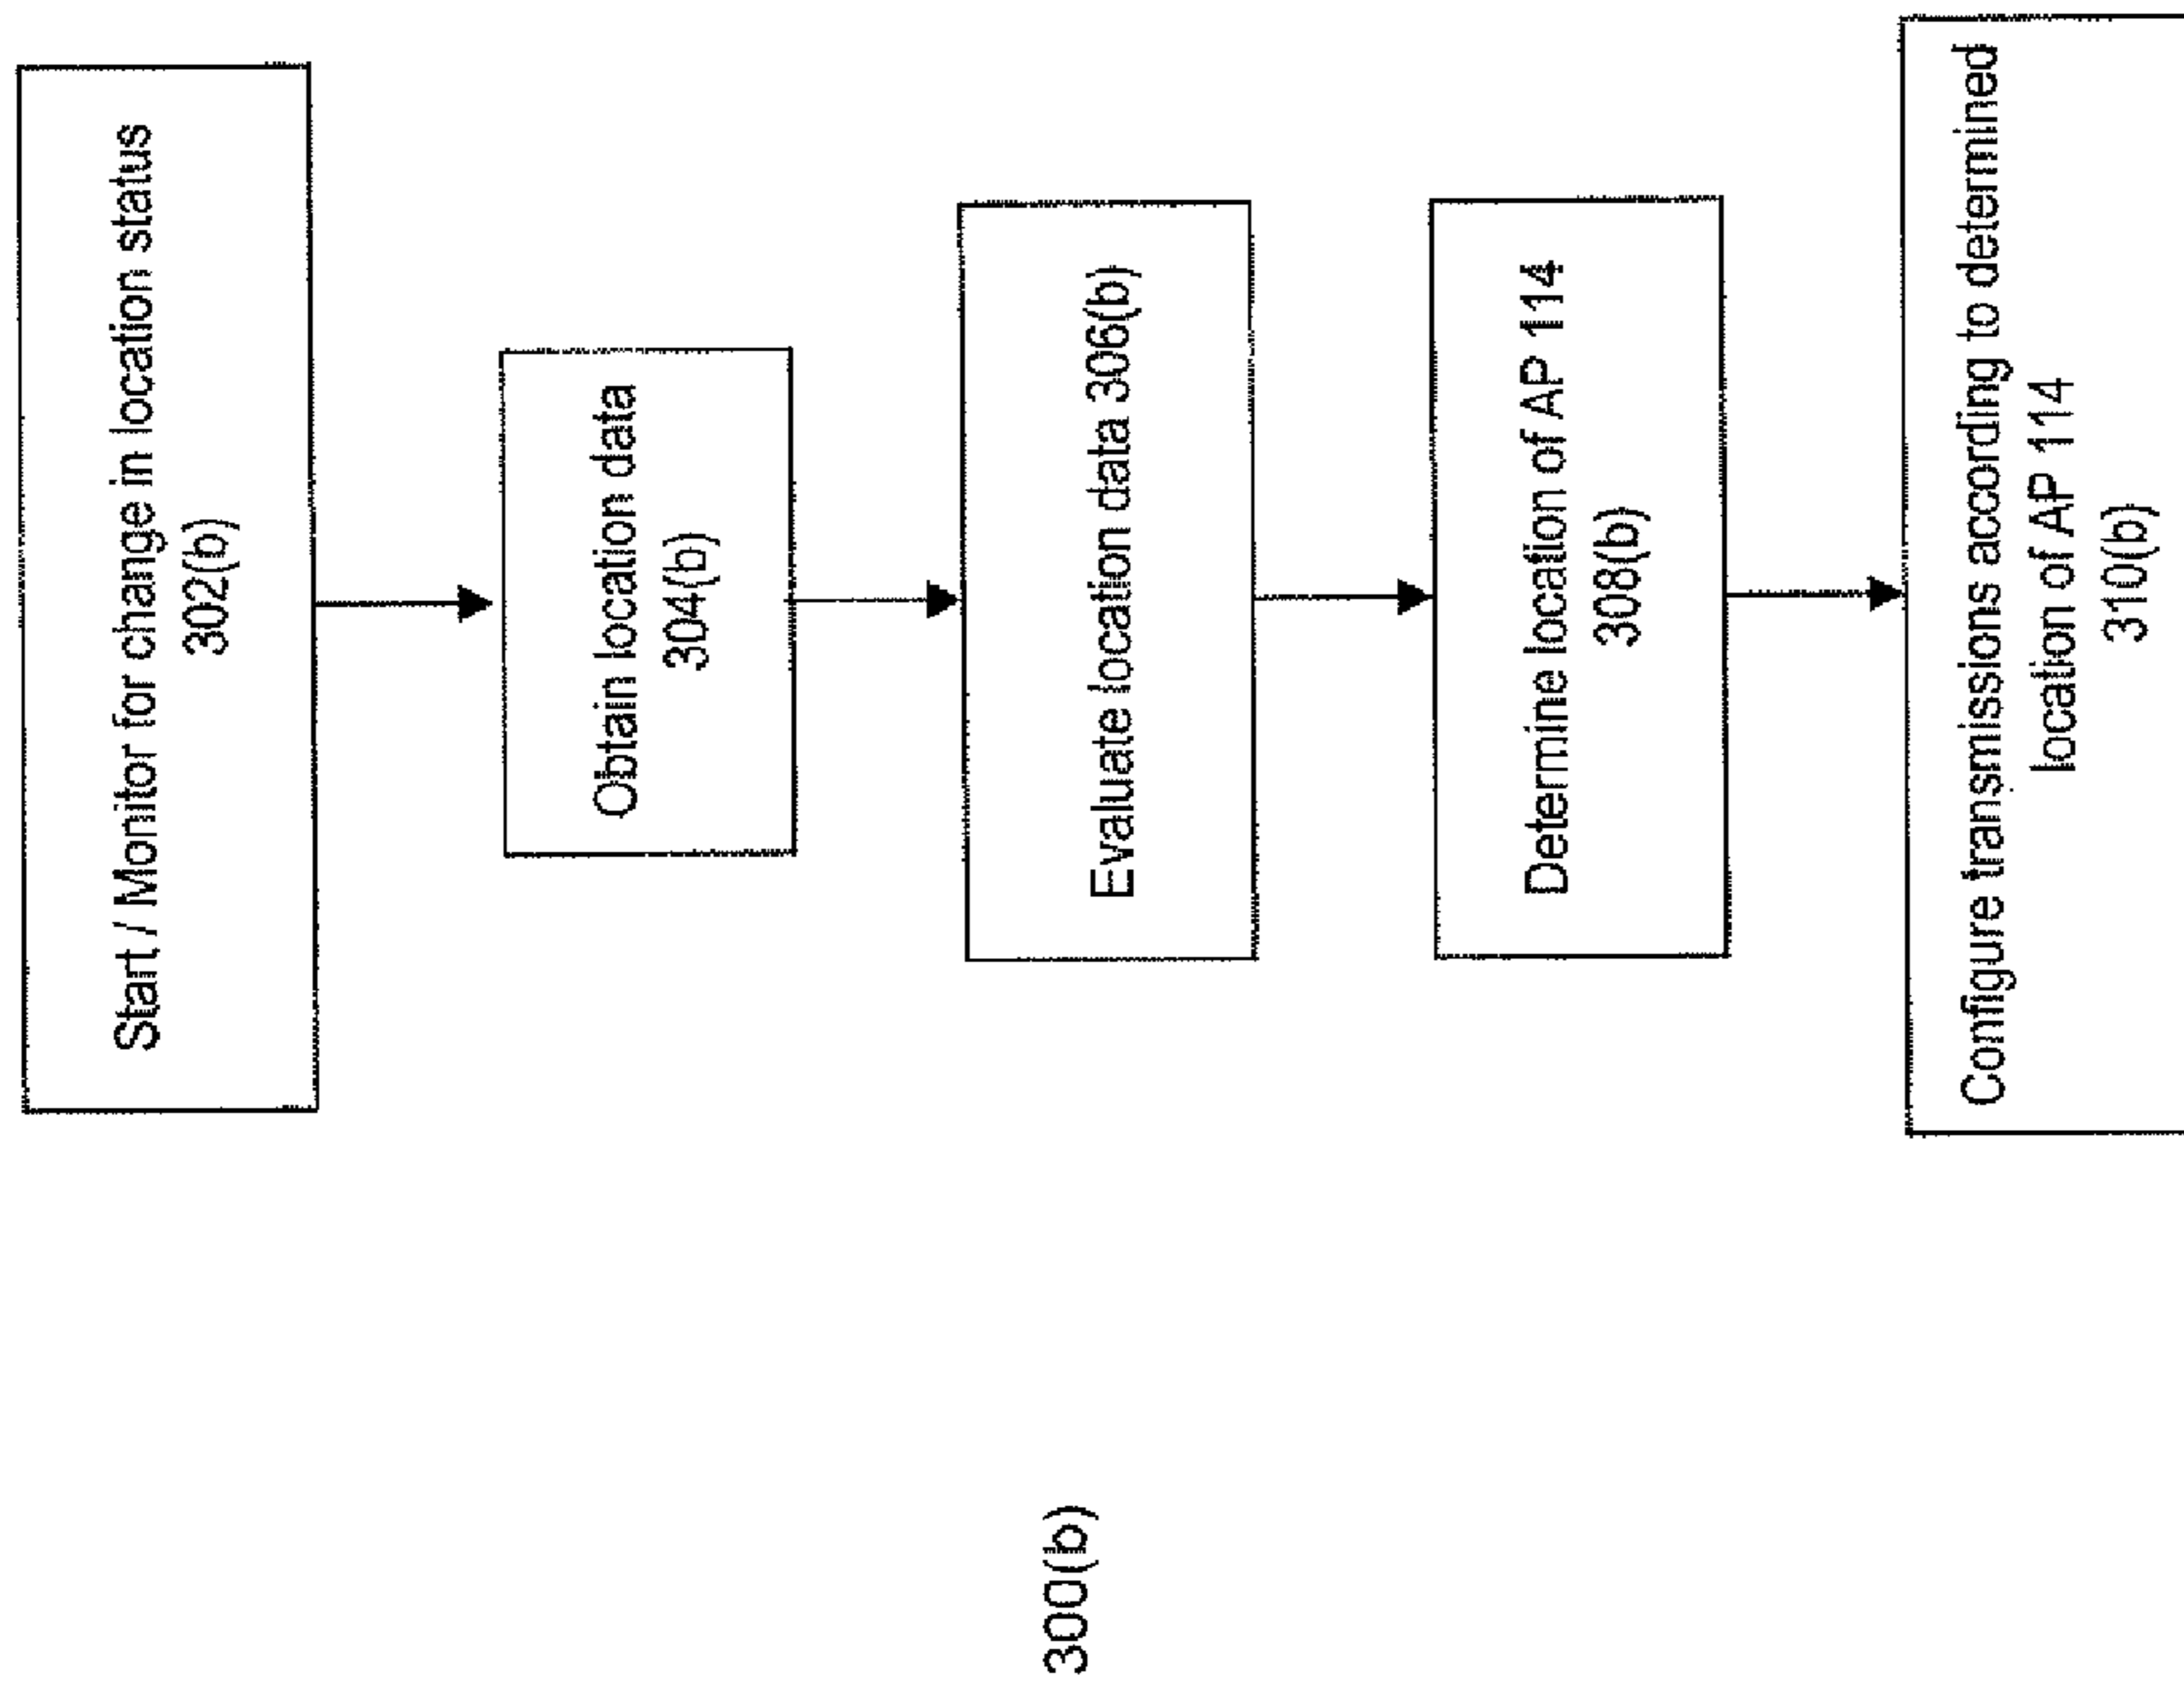 Start / Monitor for change in location status
302(b)
Obtain location data
304(b)
Evaluate location data 306(b)
Determine location of AP 114
308(b)
Configure transmissions according to determined
location of AP 114
310(b)
300(b)